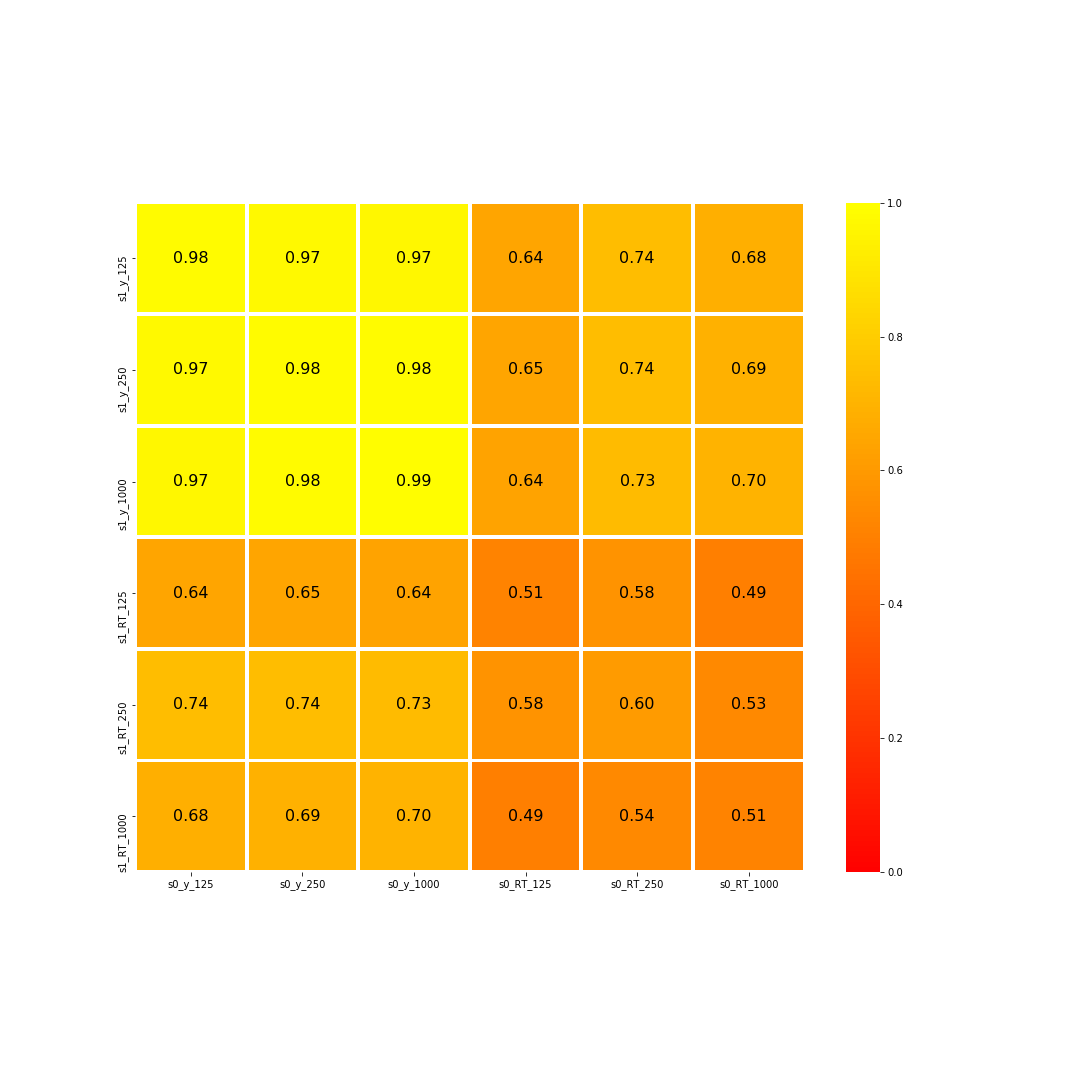 s1_y_125 0.98 0.97 0.97 0.64 0.74 0.68
s1_y_250 0.97 0.98 0.98 0.65 0.74 0.69
s1_y_1000 0.97 0.98 0.99 0.64 0.73 0.70
s1_RT_125 0.64 0.65 0.64 0.51 0.58 0.49
s1_RT_250 0.74 0.74 0.73 0.58 0.60 0.53
s1_RT_1000 0.68 0.69 0.70 0.49 0.54 0.51
s0_y_125 s0_y_250 s0_y_1000 s0_RT_125 s0_RT_250 s0_RT_1000
1.0
0.8
0.6
0.4
0.2
0.0